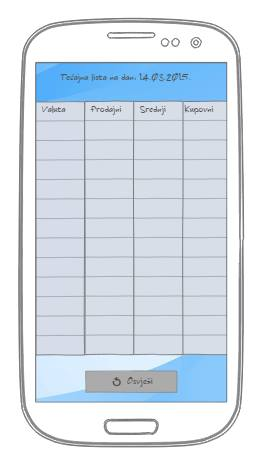 Tečajna lista na dan: 14.03.2015.
Valuta Prodajni Srednji Kupovni
Osvježi